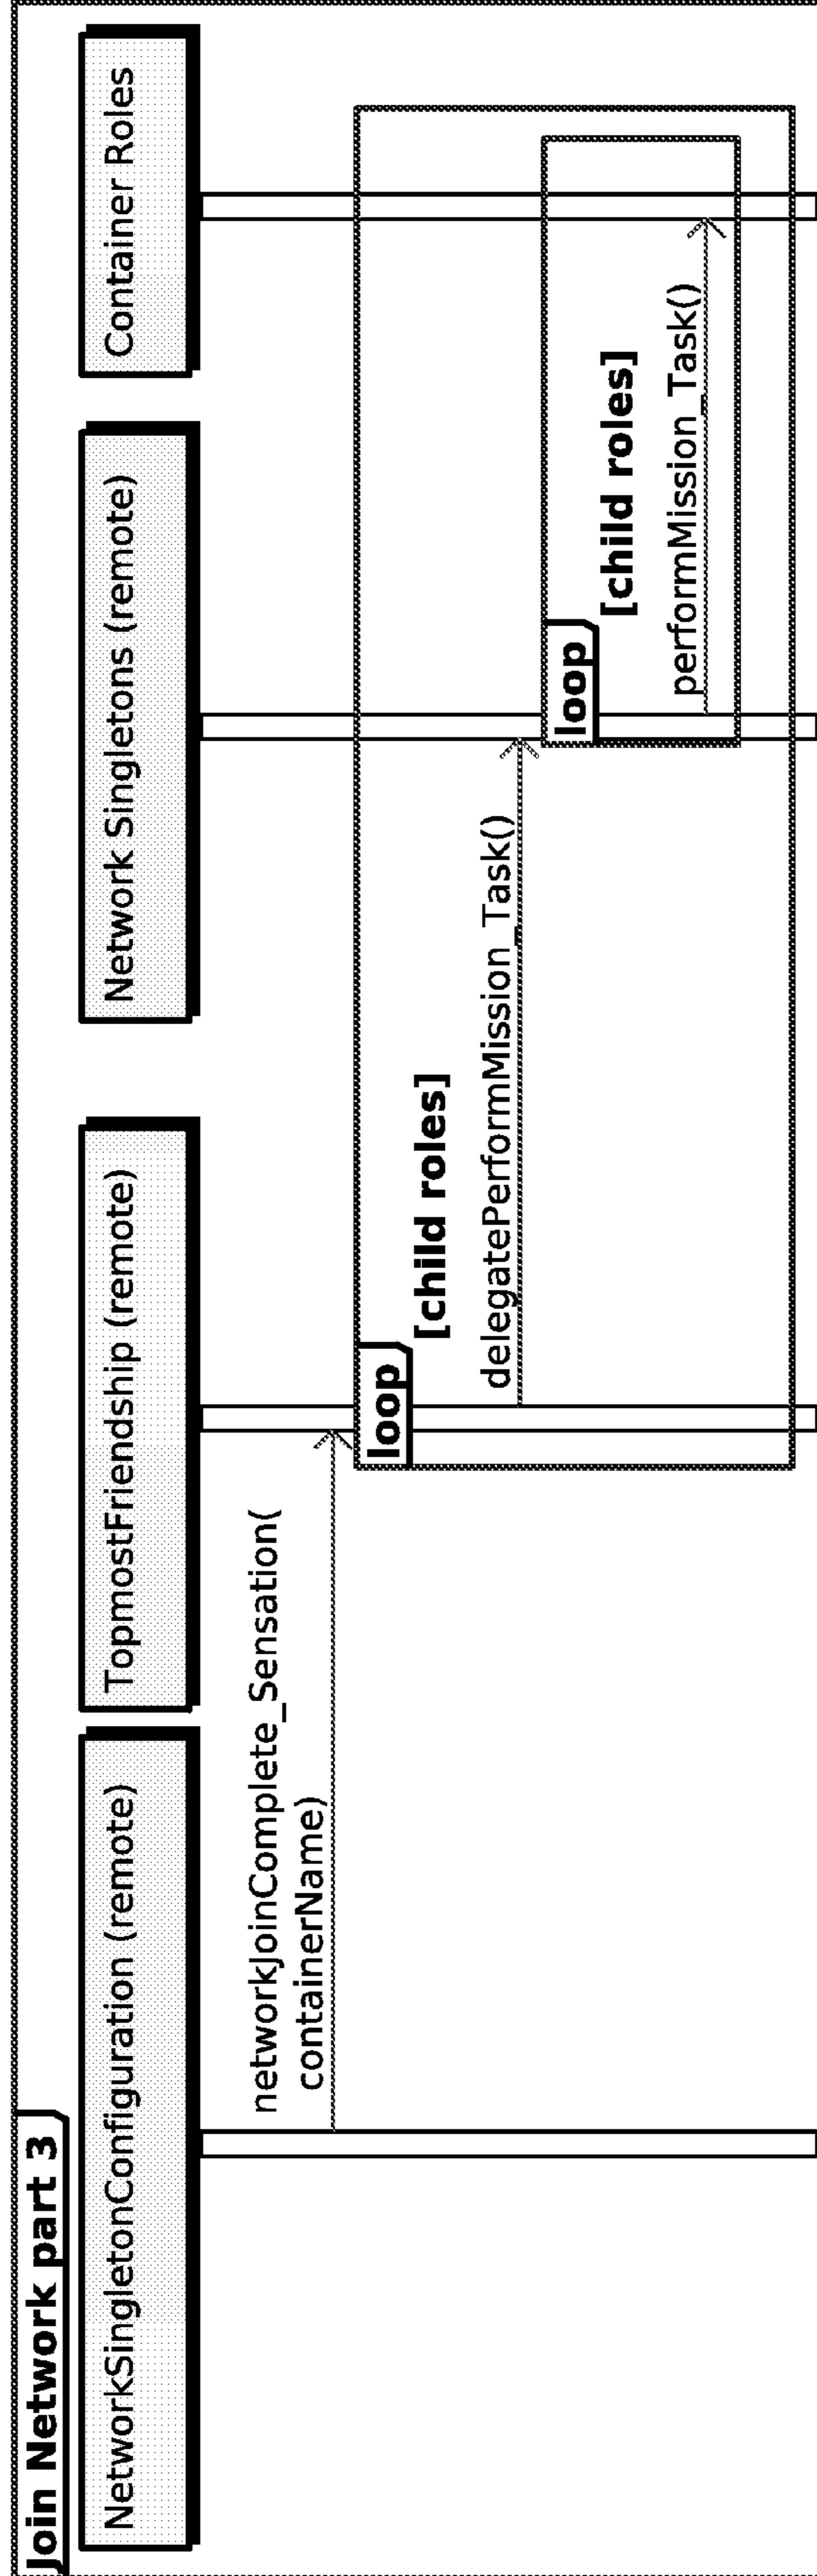 Join Network part 3
NetworkSingletonConfiguration (remote)
TopmostFriendship (remote)
Network Singletons (remote)
Container Roles
networkJoinComplete_Sensation(
containerName)
loop
[child roles]
delegatePerformMission_Task()
loop
[child roles]
performMission_Task()